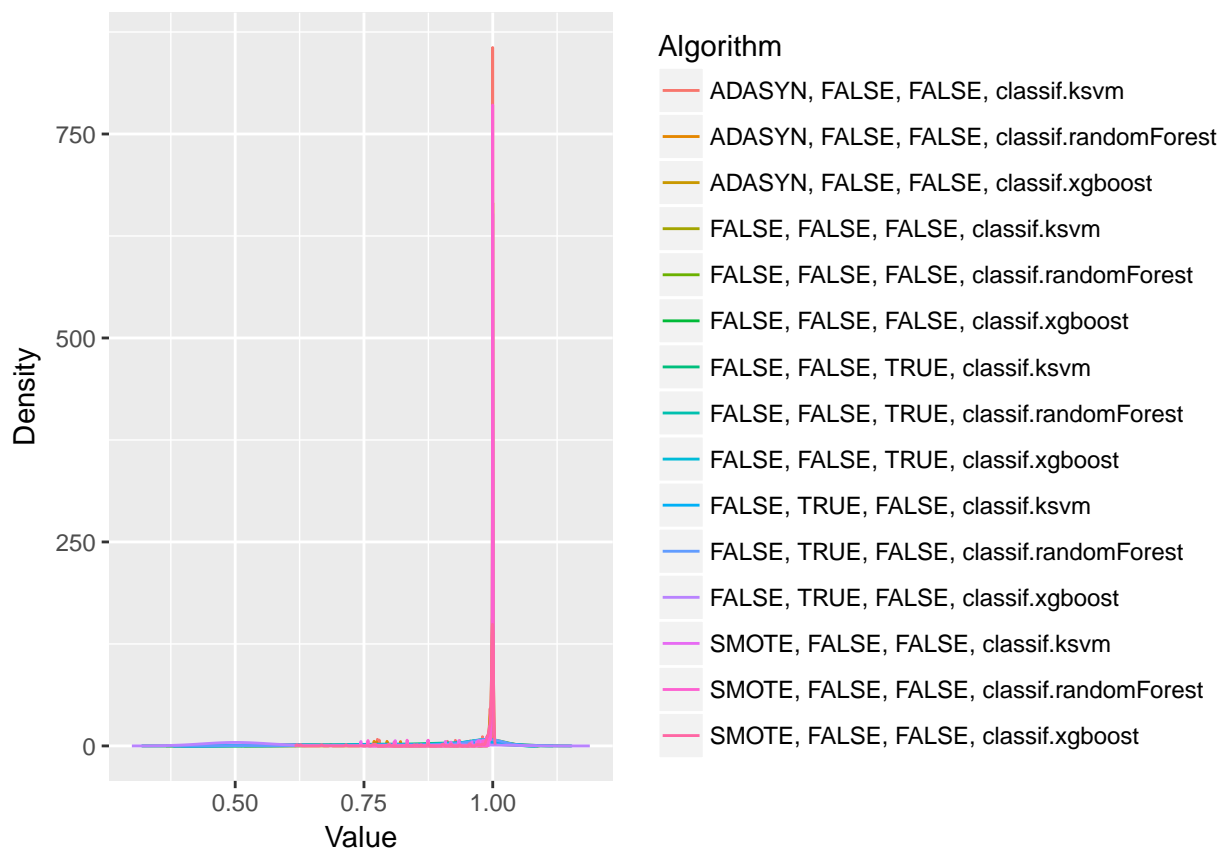 Algorithm
ADASYN, FALSE, FALSE, classif.ksvm
ADASYN, FALSE, FALSE, classif.randomForest
ADASYN, FALSE, FALSE, classif.xgboost
FALSE, FALSE, FALSE, classif.ksvm
FALSE, FALSE, FALSE, classif.randomForest
FALSE, FALSE, FALSE, classif.xgboost
FALSE, FALSE, TRUE, classif.ksvm
FALSE, FALSE, TRUE, classif.randomForest
FALSE, FALSE, TRUE, classif.xgboost
FALSE, TRUE, FALSE, classif.ksvm
FALSE, TRUE, FALSE, classif.randomForest
FALSE, TRUE, FALSE, classif.xgboost
SMOTE, FALSE, FALSE, classif.ksvm
SMOTE, FALSE, FALSE, classif.randomForest
SMOTE, FALSE, FALSE, classif.xgboost
Density
750
500
250
0
0.50 0.75 1.00
Value